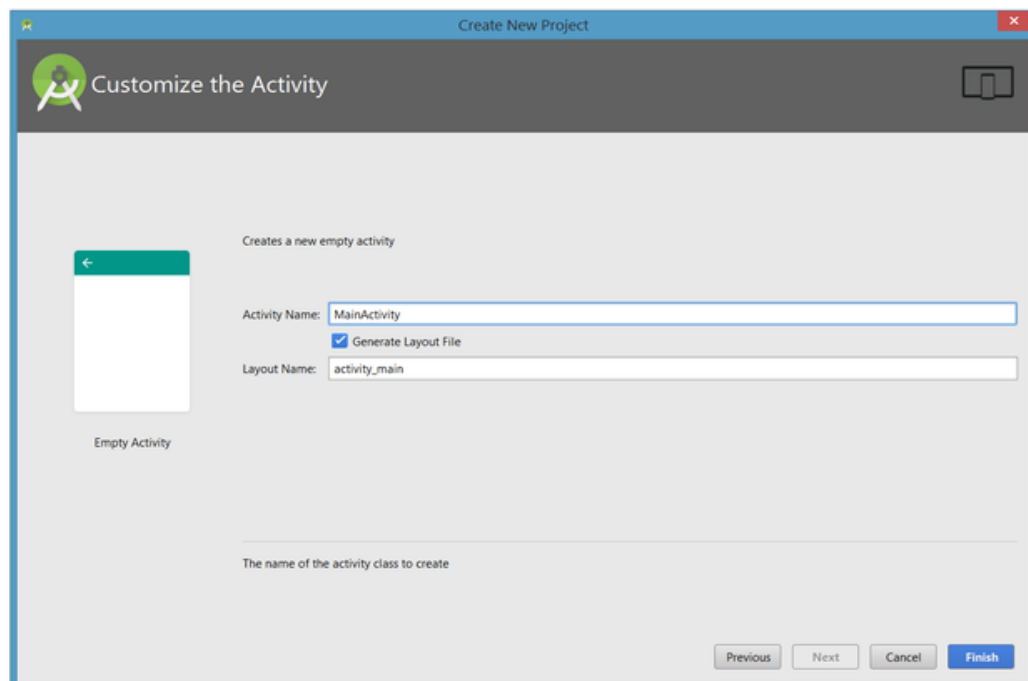 Create New Project
Customize the Activity
Creates a new empty activity
Activity Name: MainActivity
Generate Layout File
Layout Name: activity_main
Empty Activity
The name of the activity class to create
Previous Next Cancel Finish